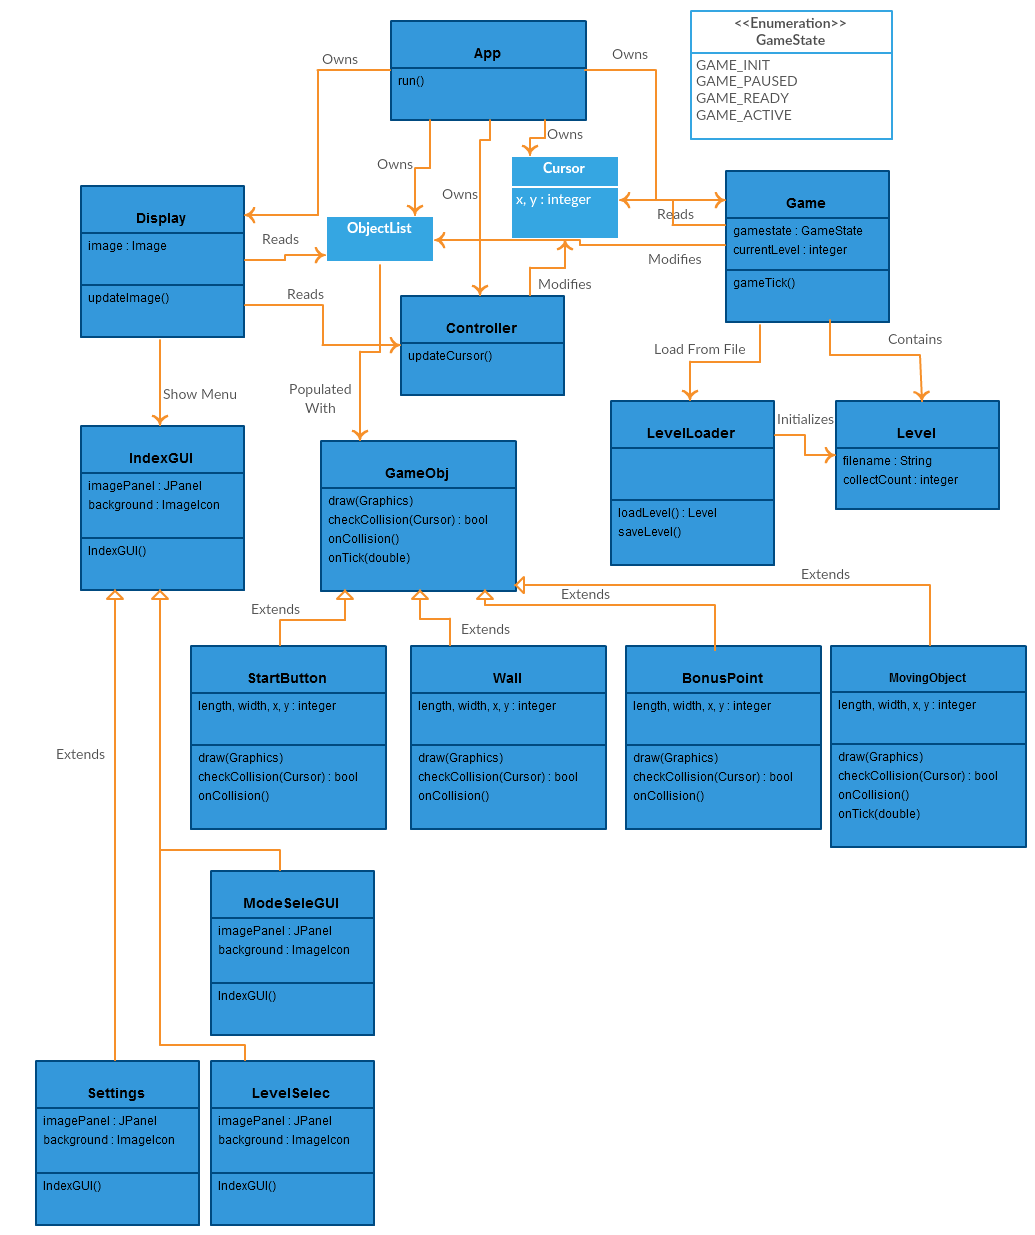 <<Enumeration>>
GameState
GAME_INIT
GAME_PAUSED
GAME_READY
GAME_ACTIVE
App
run()
Owns
Owns
Owns
Owns
Owns
Cursor
x, y : integer
Display
image : Image
updateImage()
ObjectList
Reads
Reads
Reads
Game
gamestate : GameState
currentLevel : integer
gameTick()
Modifies
Modifies
Controller
updateCursor()
Show Menu
Populated
With
Load From File
Contains
IndexGUI
imagePanel : JPanel
background : ImageIcon
IndexGUI()
GameObj
draw(Graphics)
checkCollision(Cursor) : bool
onCollision()
onTick(double)
LevelLoader
loadLevel() : Level
saveLevel()
Initializes
Level
filename : String
collectCount : integer
Extends
Extends
Extends
Extends
StartButton
length, width, x, y : integer
draw(Graphics)
checkCollision(Cursor) : bool
onCollision()
Wall
length, width, x, y : integer
draw(Graphics)
checkCollision(Cursor) : bool
onCollision()
BonusPoint
length, width, x, y : integer
draw(Graphics)
checkCollision(Cursor) : bool
onCollision()
MovingObject
length, width, x, y : integer
draw(Graphics)
checkCollision(Cursor) : bool
onCollision()
onTick(double)
Extends
ModeSeleGUI
imagePanel : JPanel
background : ImageIcon
IndexGUI()
Settings
imagePanel : JPanel
background : ImageIcon
IndexGUI()
LevelSelec
imagePanel : JPanel
background : ImageIcon
IndexGUI()